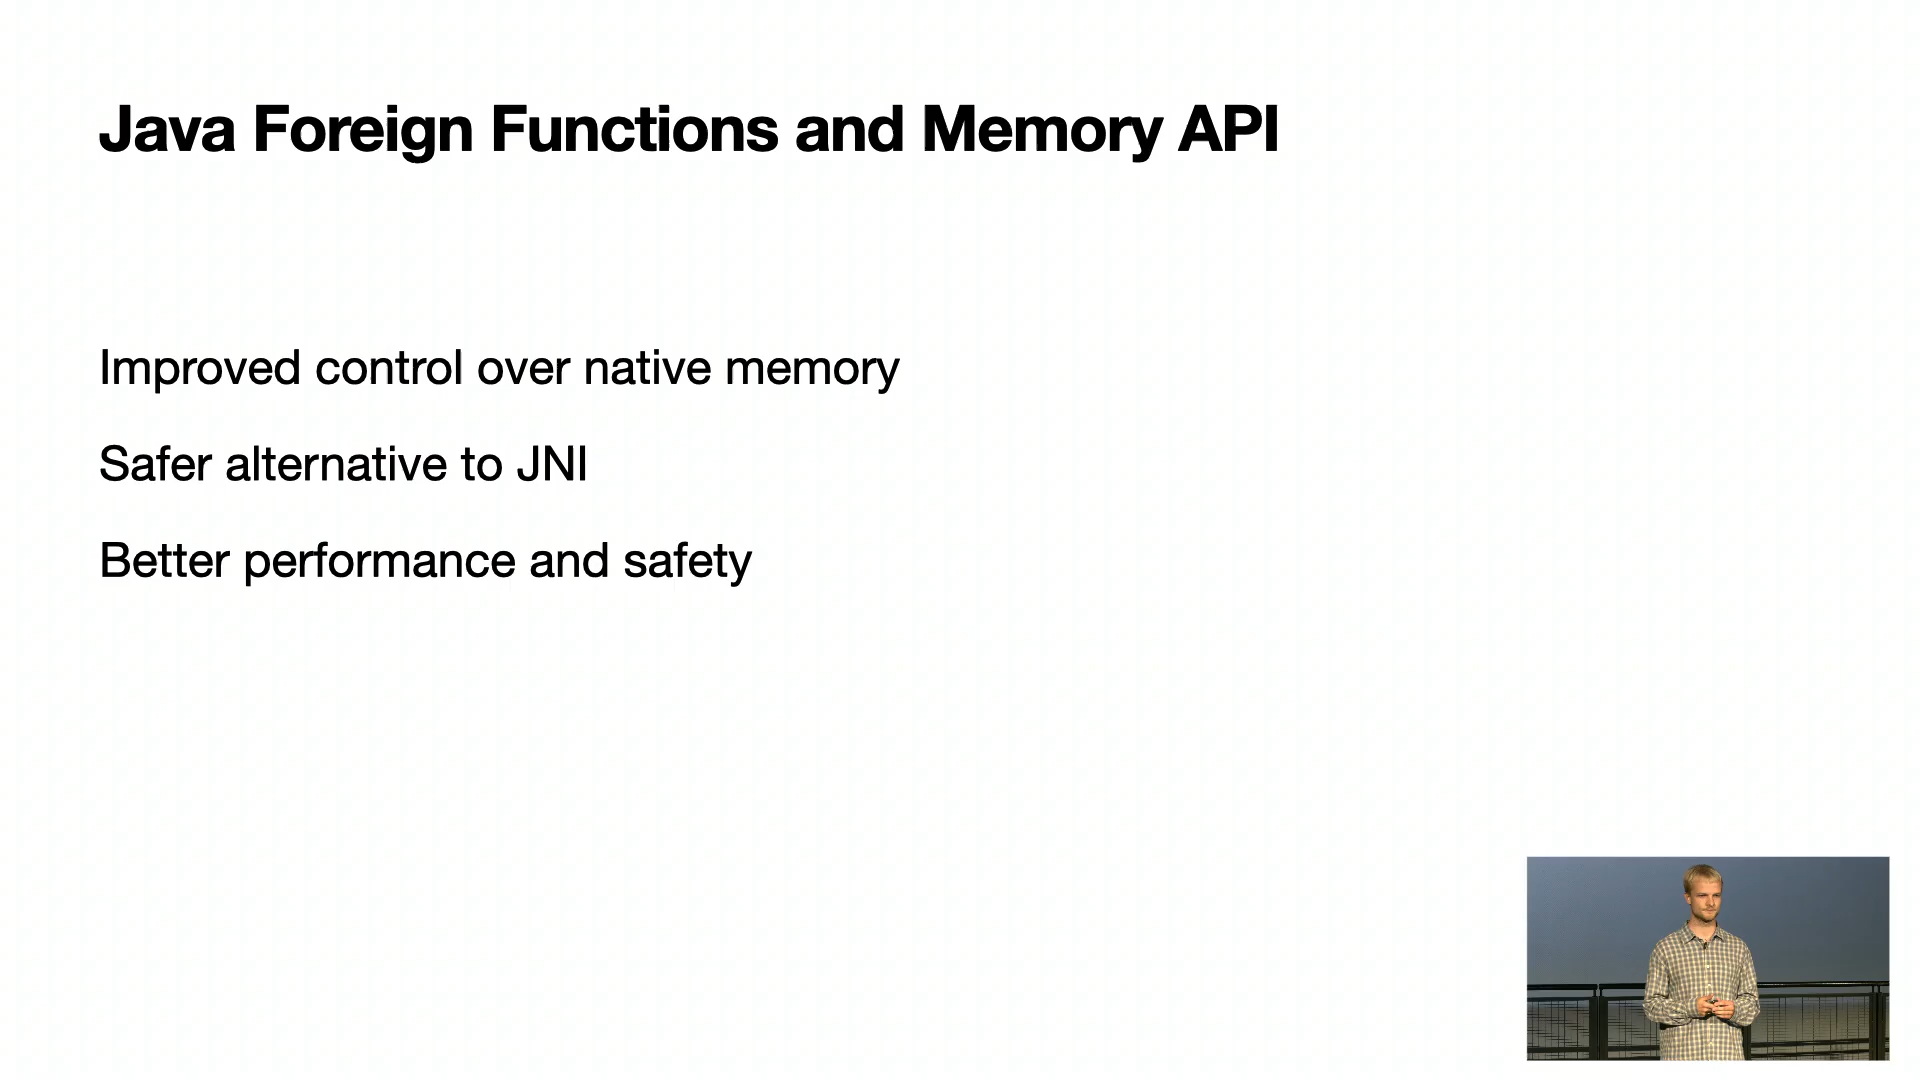 Java Foreign Functions and Memory API
Improved control over native memory
Safer alternative to JNI
Better performance and safety